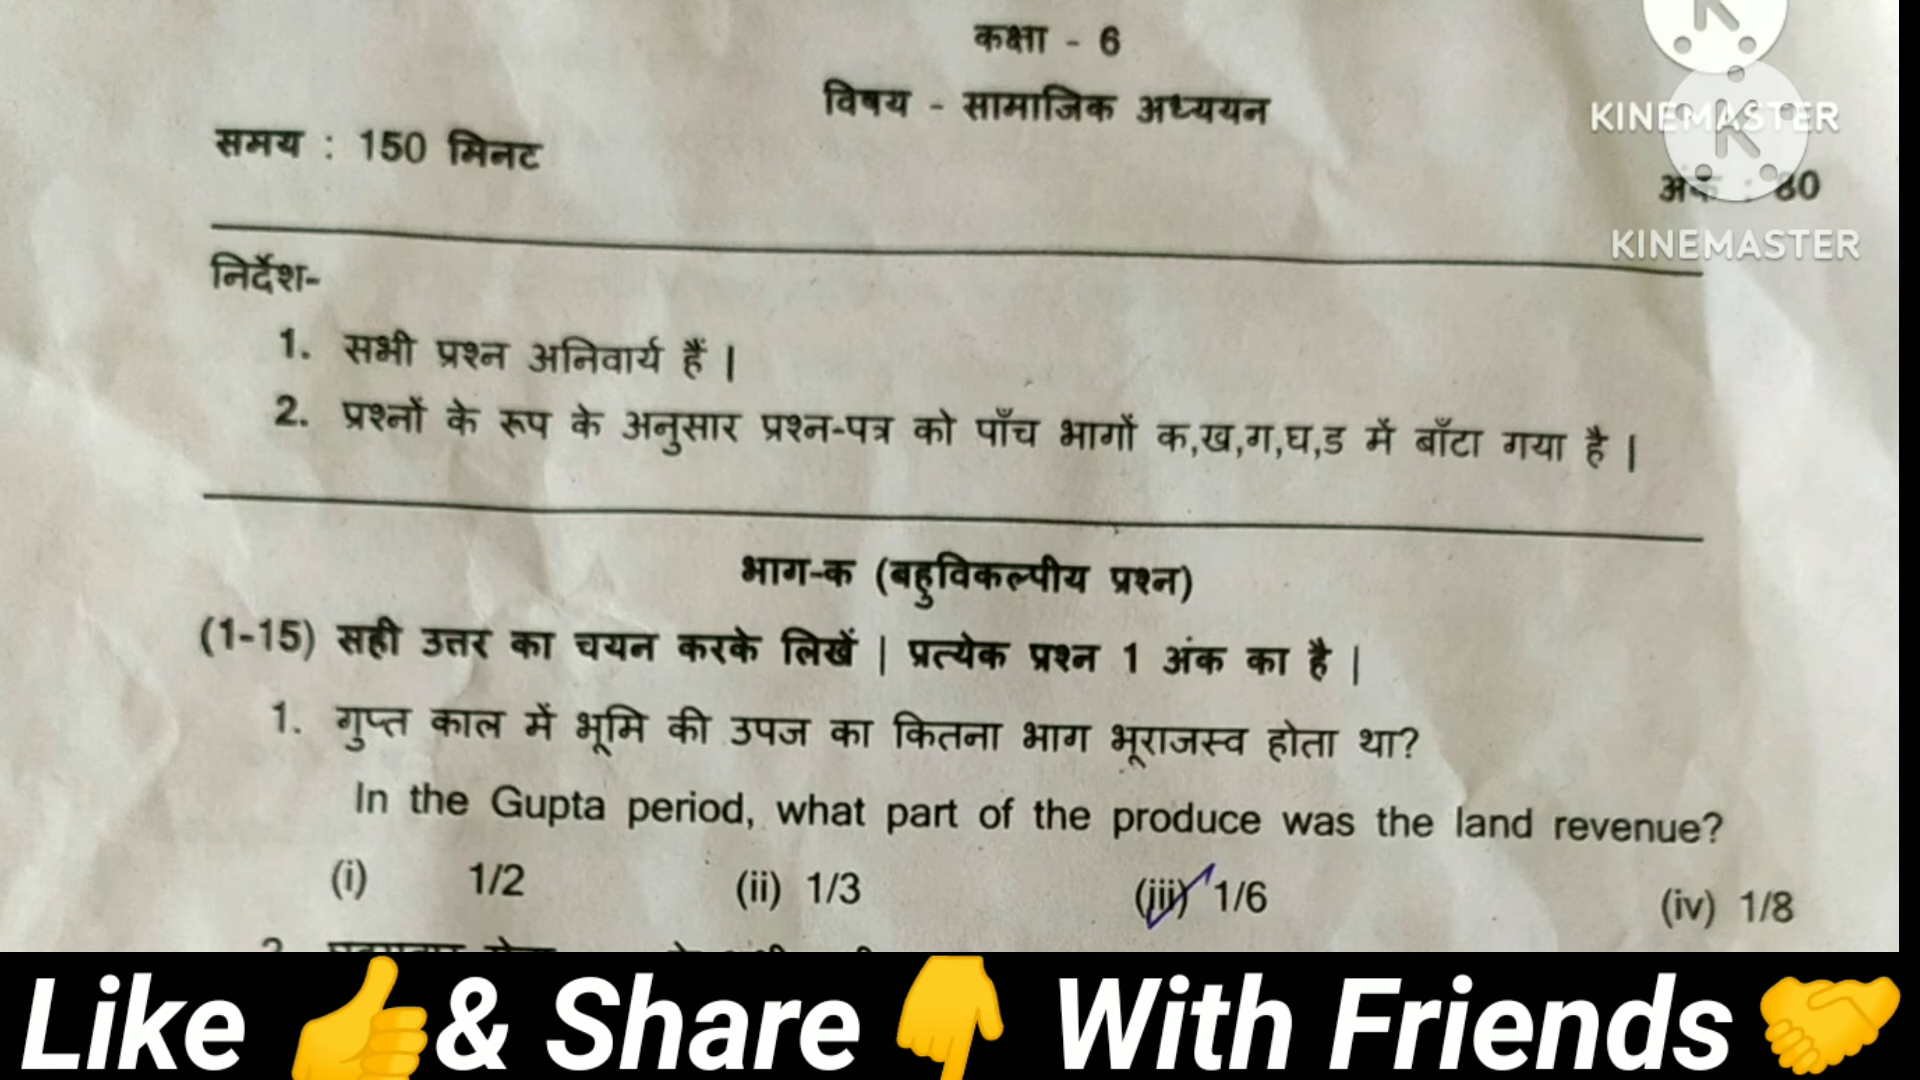 कक्षा - 6
विषय - सामाजिक अध्ययन
KINEMASTER
समय : 150 मिनट
अंक : 80
KINEMASTER
निर्देश-
1. सभी प्रश्न अनिवार्य हैं |
2. प्रश्नों के रूप के अनुसार प्रश्न-पत्र को पाँच भागों क,ख,ग,घ,ड में बाँटा गया है |
भाग-क (बहुविकल्पीय प्रश्न)
(1-15) सही उत्तर का चयन करके लिखें | प्रत्येक प्रश्न 1 अंक का है |
1. गुप्त काल में भूमि की उपज का कितना भाग भूराजस्व होता था?
In the Gupta period, what part of the produce was the land revenue?
(i) 1/2 (ii) 1/3 (iii) 1/6 (iv) 1/8
Like 👍& Share👇 With Friends🤝